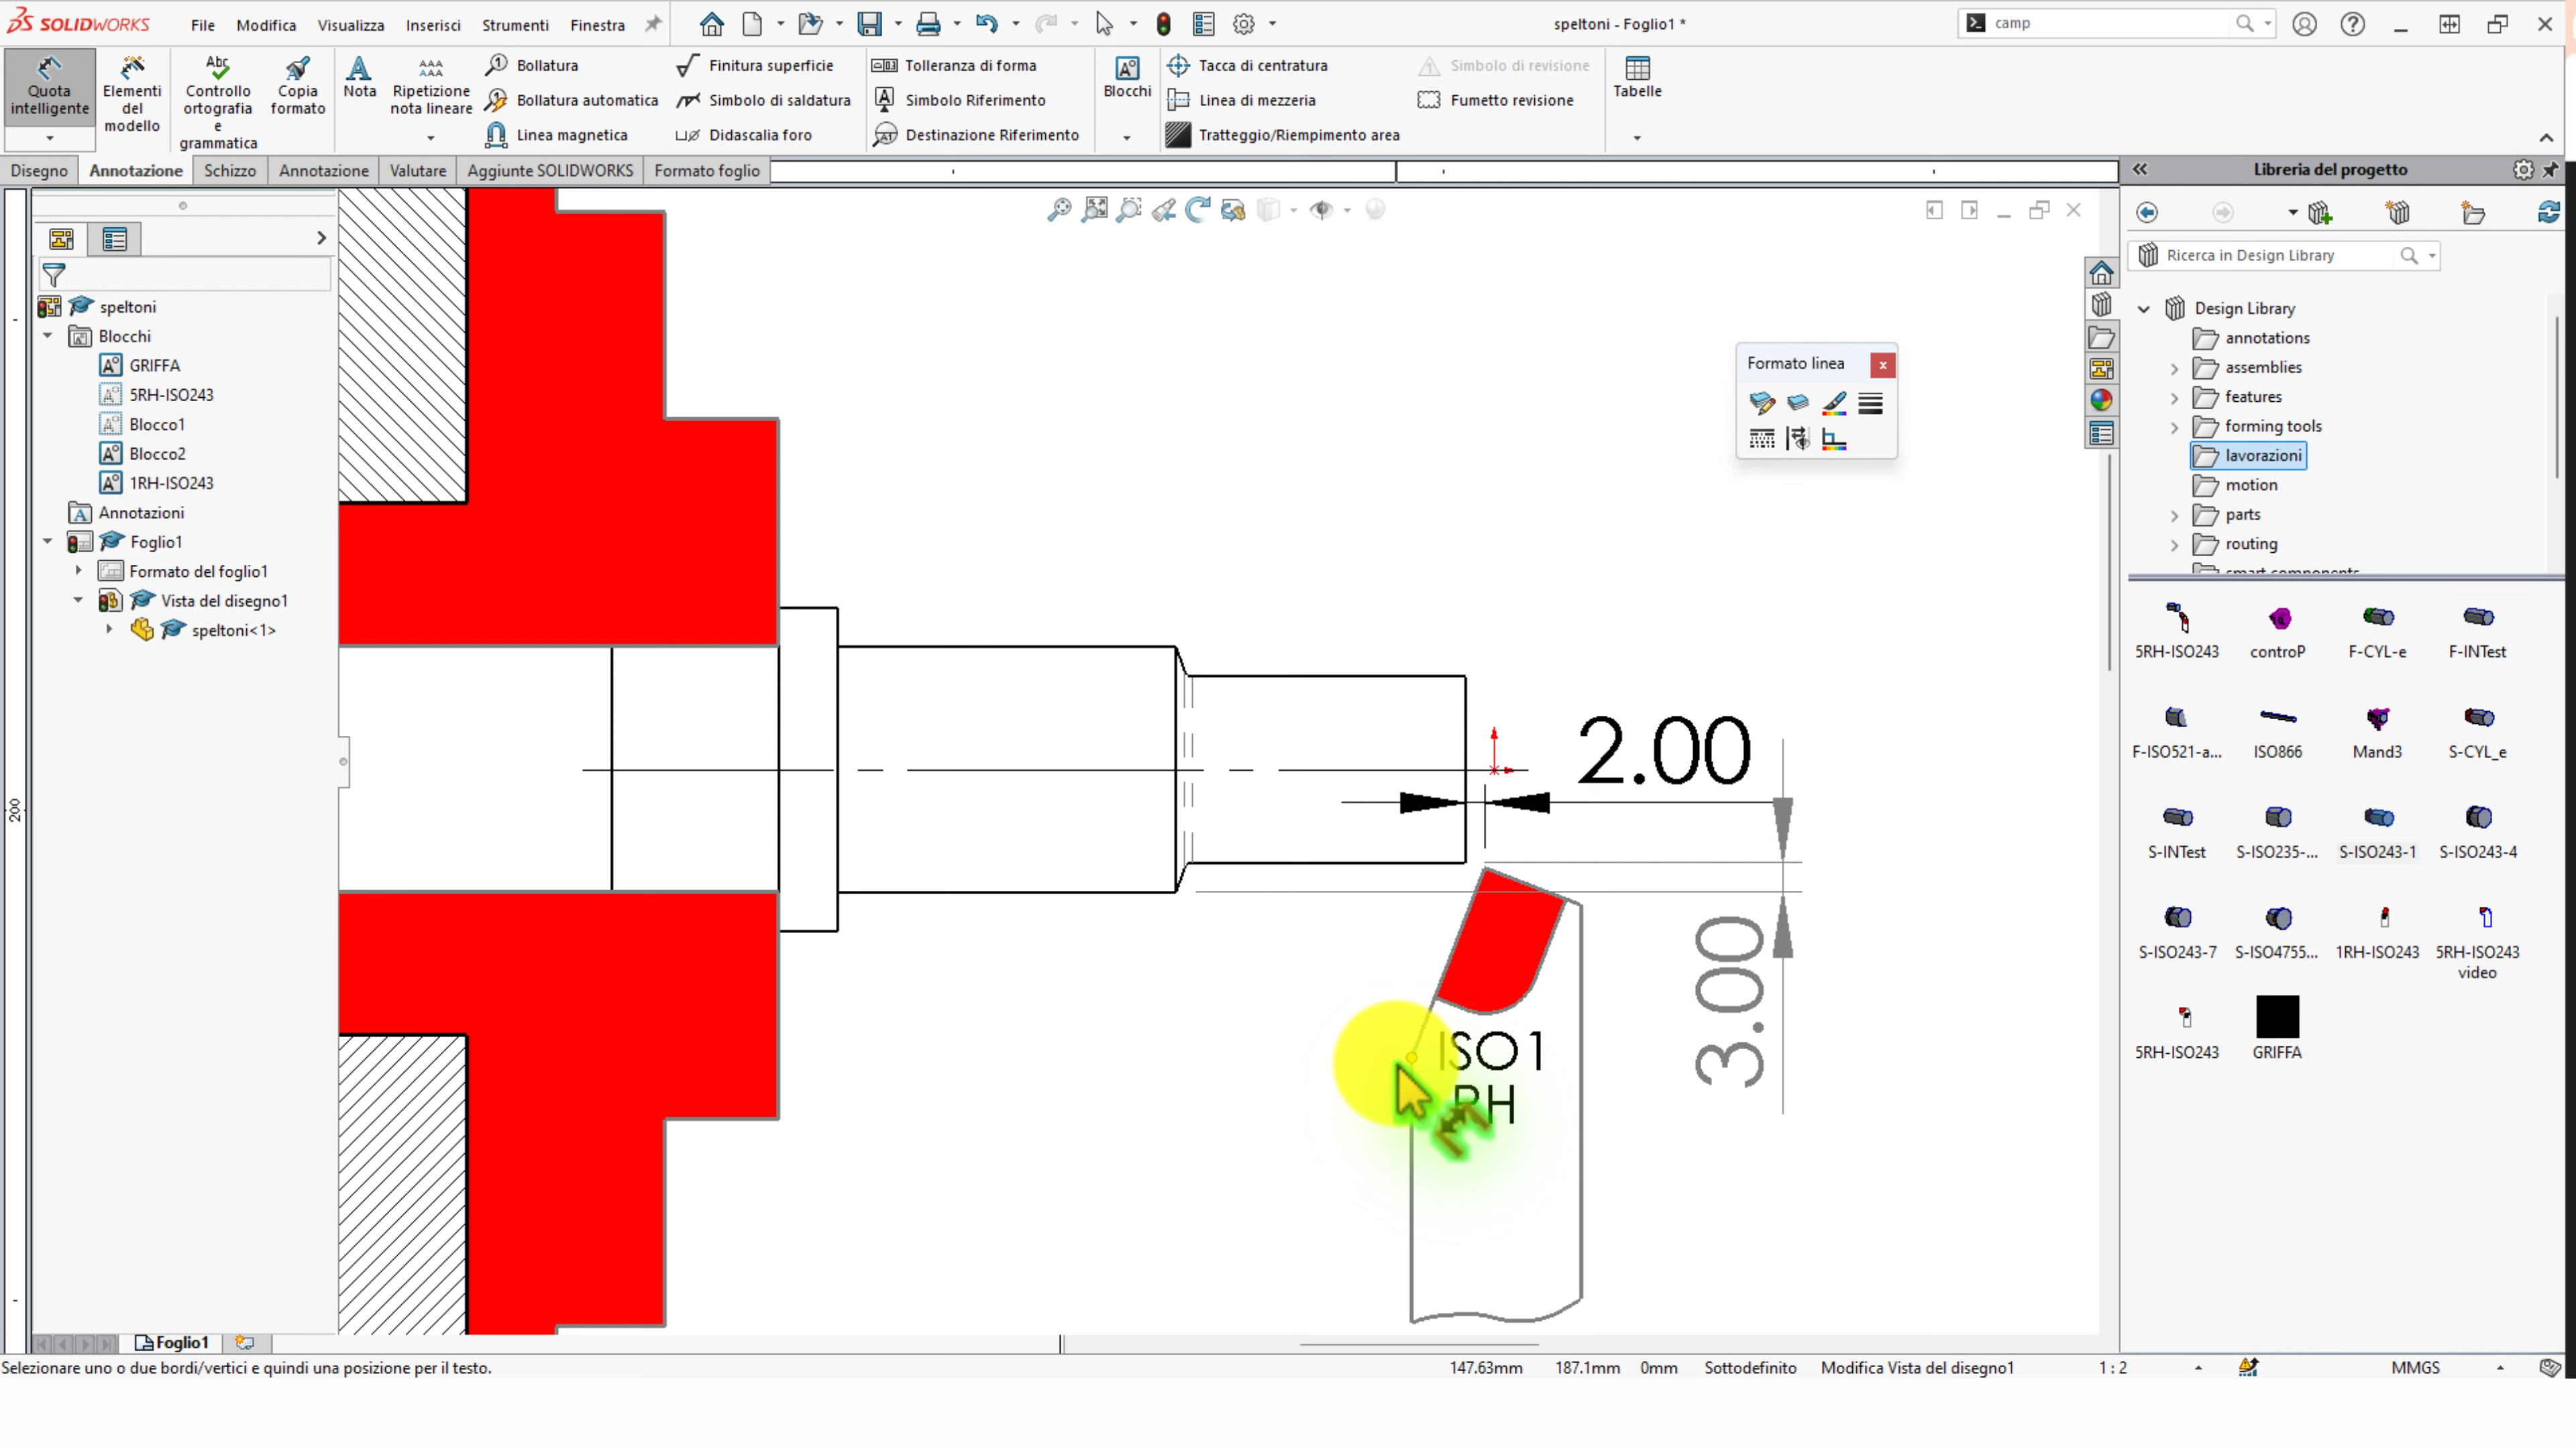 SOLIDWORKS
File Modifica Visualizza Inserisci Strumenti Finestra
speltoni - Foglio1 *
camp
Quota intelligente
Elementi del modello
Controllo ortografia e grammatica
Copia formato
Nota
Ripetizione nota lineare
Bollatura
Bollatura automatica
Linea magnetica
Finitura superficie
Simbolo di saldatura
Didascalia foro
Tolleranza di forma
Simbolo Riferimento
Destinazione Riferimento
Blocchi
Tacca di centratura
Linea di mezzeria
Tratteggio/Riempimento area
Simbolo di revisione
Fumetto revisione
Tabelle
Disegno Annotazione Schizzo Annotazione Valutare Aggiunte SOLIDWORKS Formato foglio
speltoni
Blocchi
GRIFFA
5RH-ISO243
Blocco1
Blocco2
1RH-ISO243
Annotazioni
Foglio1
Formato del foglio1
Vista del disegno1
speltoni<1>
200
Formato linea
2.00
3.00
ISO1
RH
Libreria del progetto
Ricerca in Design Library
Design Library
annotations
assemblies
features
forming tools
lavorazioni
motion
parts
routing
smart components
5RH-ISO243 controP F-CYL-e F-INTest
F-ISO521-a... ISO866 Mand3 S-CYL_e
S-INTest S-ISO235-... S-ISO243-1 S-ISO243-4
S-ISO243-7 S-ISO4755... 1RH-ISO243 5RH-ISO243 video
5RH-ISO243 GRIFFA
Foglio1
Selezionare uno o due bordi/vertici e quindi una posizione per il testo.
147.63mm 187.1mm 0mm Sottodefinito Modifica Vista del disegno1 1:2 MMGS